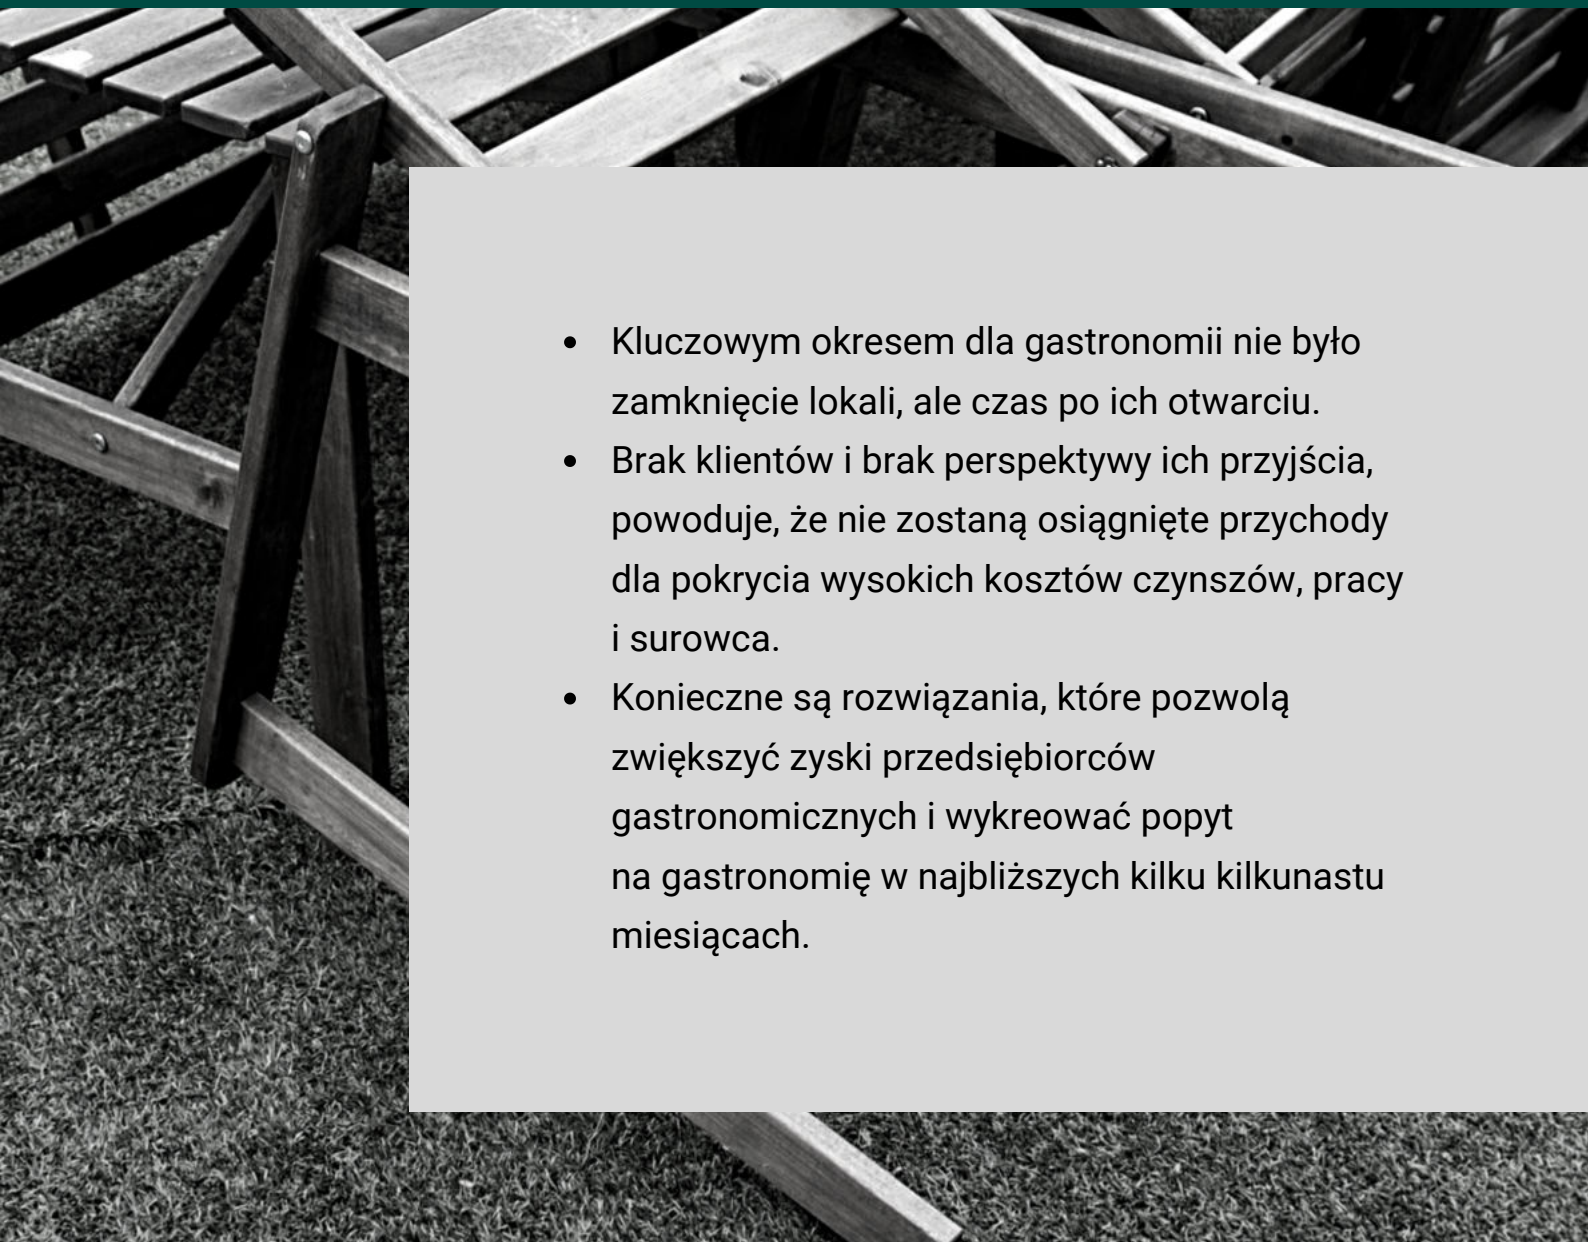 • Kluczowym okresem dla gastronomii nie było
zamknięcie lokali, ale czas po ich otwarciu.
• Brak klientów i brak perspektywy ich przyjścia,
powoduje, że nie zostaną osiągnięte przychody
dla pokrycia wysokich kosztów czynszów, pracy
i surowca.
• Konieczne są rozwiązania, które pozwolą
zwiększyć zyski przedsiębiorców
gastronomicznych i wykreować popyt
na gastronomię w najbliższych kilku kilkunastu
miesiącach.